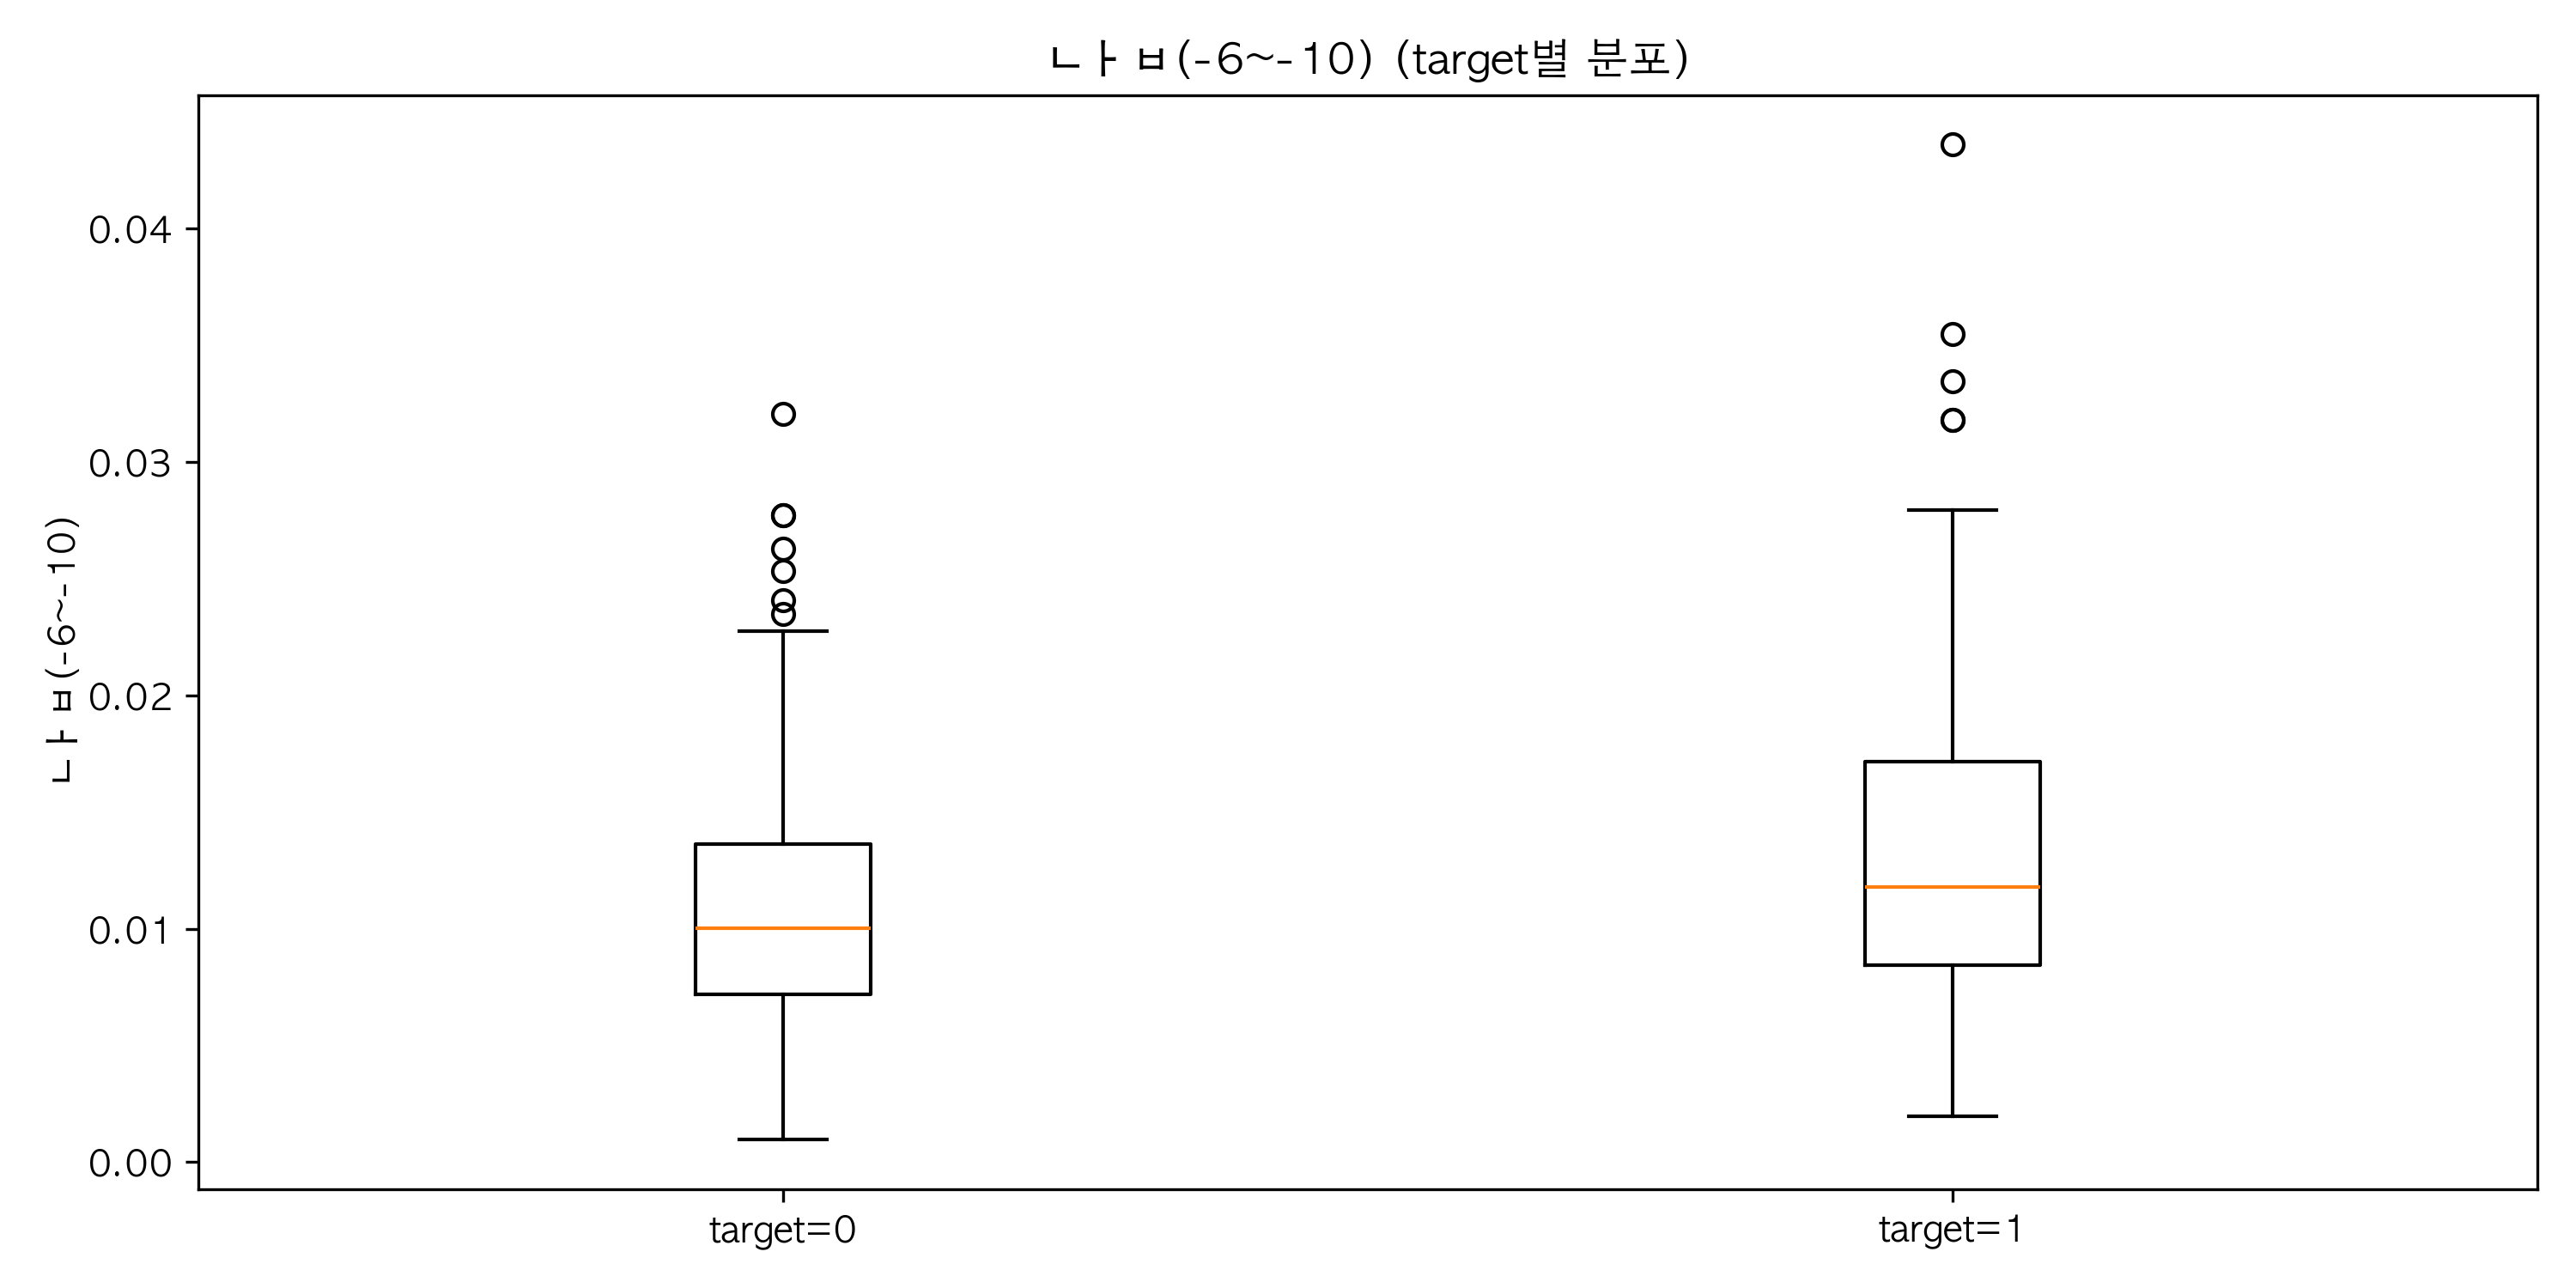 ㄴㅏㅂ(-6~-10) (target별 분포)
ㄴㅏㅂ(-6~-10)
0.04
0.03
0.02
0.01
0.00
target=0
target=1